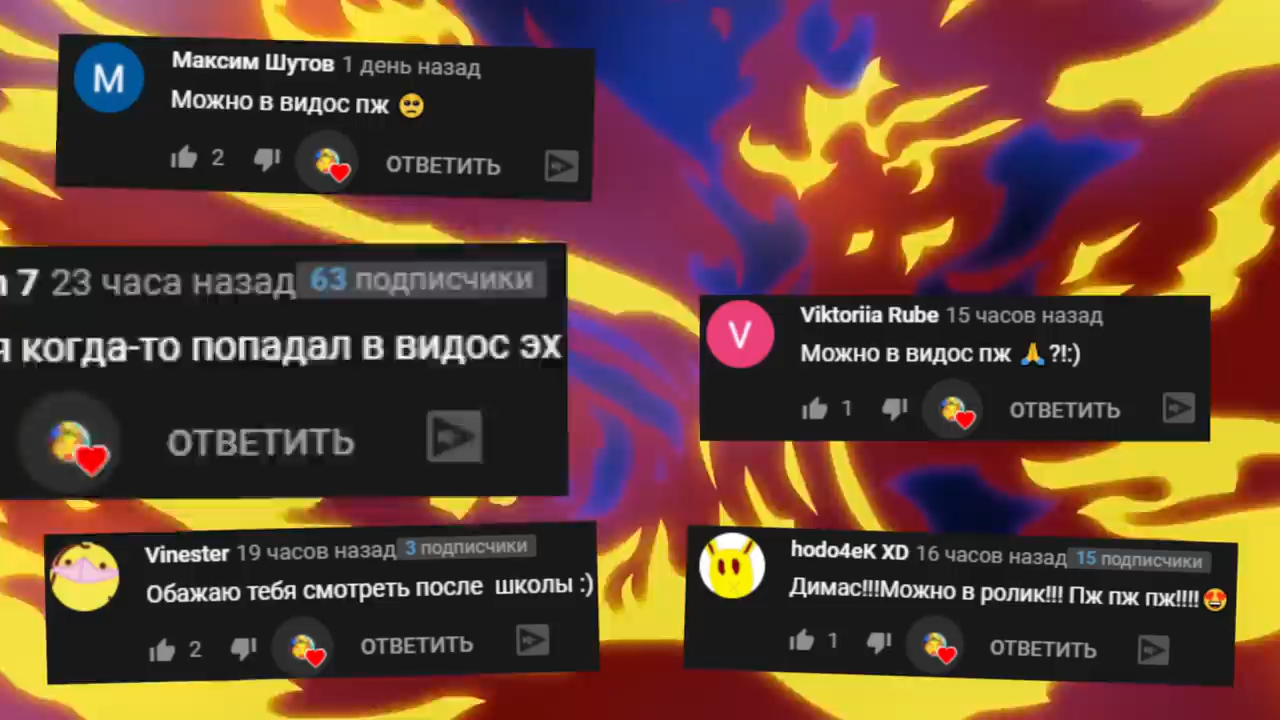 М
Максим Шутов 1 день назад
Можно в видос пж 🥺
2 ОТВЕТИТЬ
7 23 часа назад 63 подписчики
я когда-то попадал в видос эх
ОТВЕТИТЬ
V
Viktoriia Rube 15 часов назад
Можно в видос пж 🙏?!:)
1 ОТВЕТИТЬ
Vinester 19 часов назад 3 подписчики
Обажаю тебя смотреть после школы :)
2 ОТВЕТИТЬ
hodo4eK XD 16 часов назад 15 подписчики
Димас!!!Можно в ролик!!! Пж пж пж!!!!😍
1 ОТВЕТИТЬ